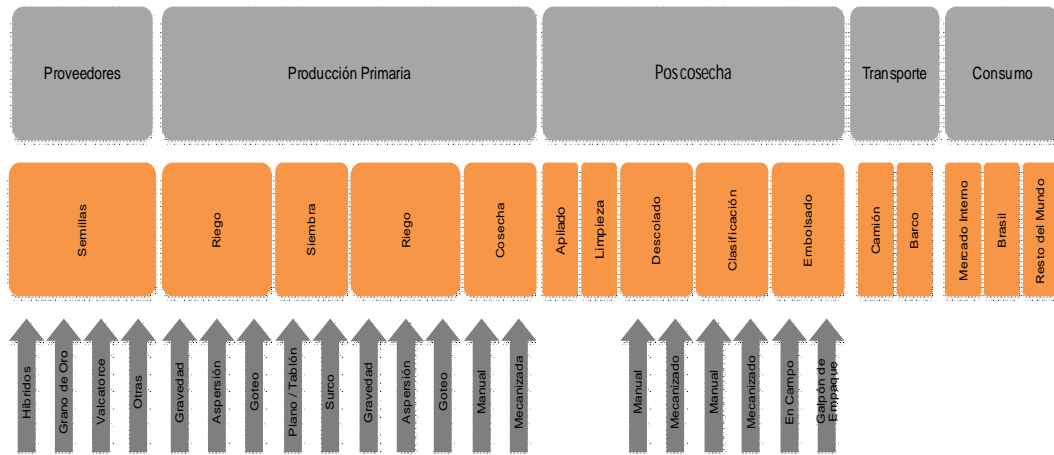 Proveedores
Producción Primaria
Poscosecha
Transporte
Consumo
Semillas
Riego
Siembra
Riego
Cosecha
Apilado
Limpieza
Descolado
Clasificación
Embolsado
Camión
Barco
Mercado Interno
Brasil
Resto del Mundo
Híbridos
Grano de Oro
Valcatorce
Otras
Gravedad
Aspersión
Goteo
Plano / Tablón
Surco
Gravedad
Aspersión
Goteo
Manual
Mecanizada
Manual
Mecanizado
Manual
Mecanizado
En Campo
Galpón de
Empaque